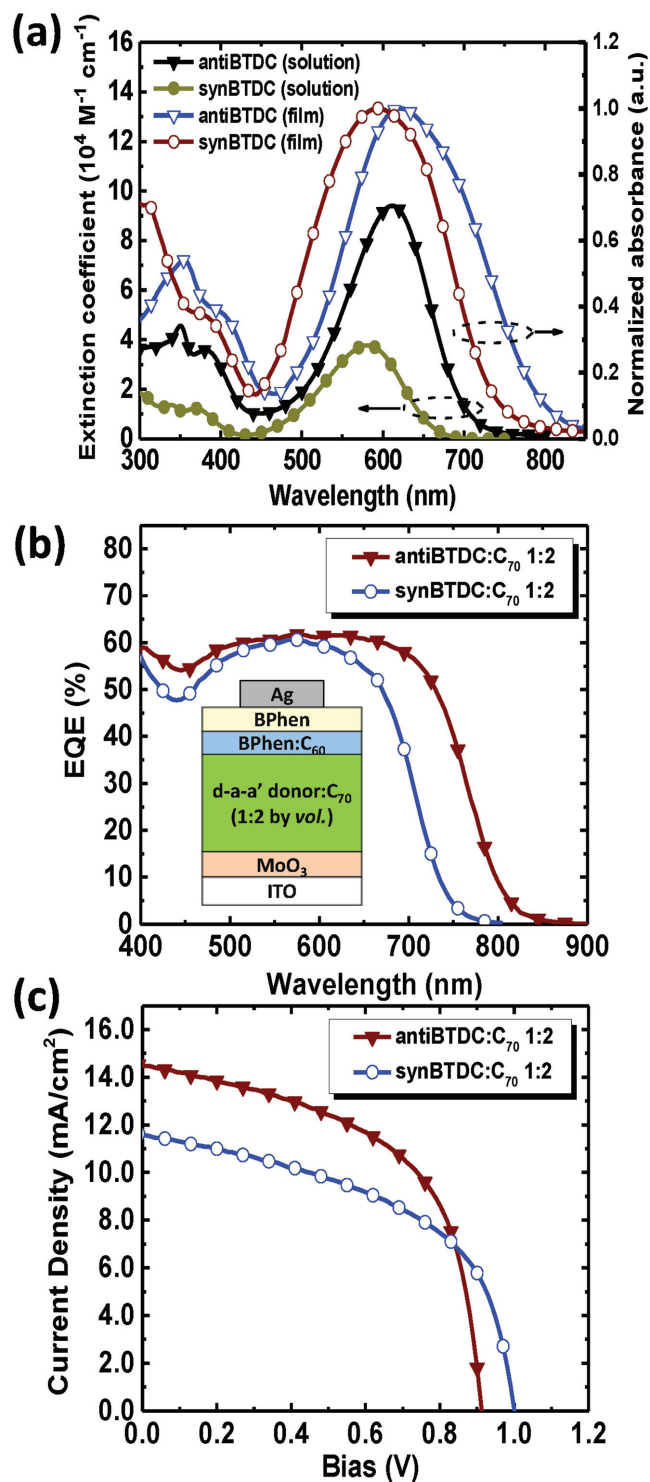 (a)
16
14
12
10
8
6
4
2
0
Extinction coefficient (10⁴ M⁻¹ cm⁻¹)
antiBTDC (solution)
synBTDC (solution)
antiBTDC (film)
synBTDC (film)
1.2
1.0
0.8
0.6
0.4
0.2
0.0
Normalized absorbance (a.u.)
300 400 500 600 700 800
Wavelength (nm)
(b)
80
70
60
50
40
30
20
10
0
EQE (%)
antiBTDC:C₇₀ 1:2
synBTDC:C₇₀ 1:2
Ag
BPhen
BPhen:C₆₀
d-a-a' donor:C₇₀
(1:2 by vol.)
MoO₃
ITO
400 500 600 700 800 900
Wavelength (nm)
(c)
16.0
14.0
12.0
10.0
8.0
6.0
4.0
2.0
0.0
Current Density (mA/cm²)
antiBTDC:C₇₀ 1:2
synBTDC:C₇₀ 1:2
0.0 0.2 0.4 0.6 0.8 1.0 1.2
Bias (V)